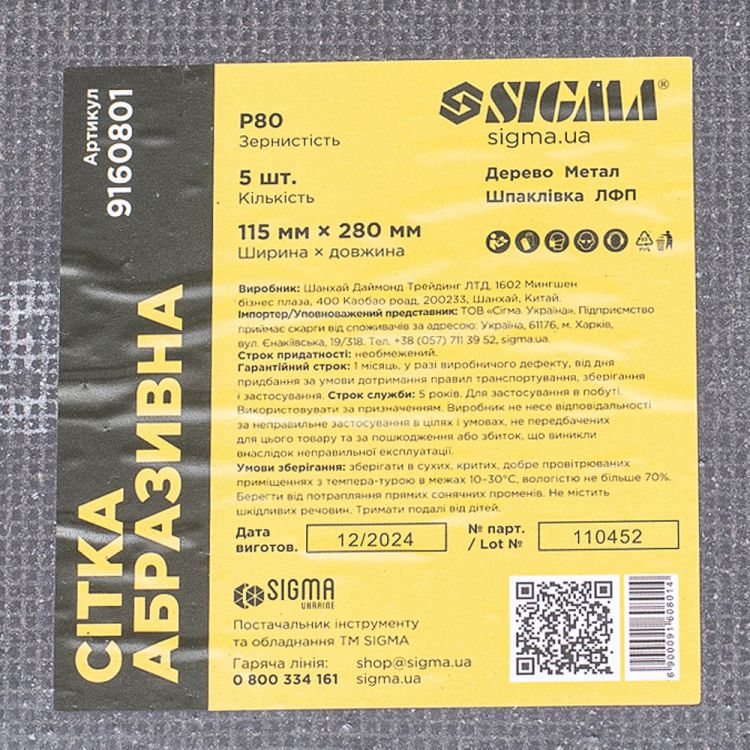 Артикул
9160801
СІТКА
АБРАЗИВНА
P80
Зернистість
5 шт.
Кількість
115 мм × 280 мм
Ширина × довжина
SIGMA®
sigma.ua
Дерево Метал
Шпаклівка ЛФП
Виробник: Шанхай Даймонд Трейдинг ЛТД, 1602 Мингшен
бізнес плаза, 400 Каобао роад, 200233, Шанхай, Китай.
Імпортер/Уповноважений представник: ТОВ «Сігма Україна». Підприємство
приймає скарги від споживачів за адресою: Україна, 61176, м. Харків,
вул. Єнакіївська, 19/318. Тел. +38 (057) 711 39 52, sigma.ua.
Строк придатності: необмежений.
Гарантійний строк: 1 місяць, у разі виробничого дефекту, від дня
придбання за умови дотримання правил транспортування, зберігання
і застосування. Строк служби: 5 років. Для застосування в побуті.
Використовувати за призначенням. Виробник не несе відповідальності
за неправильне застосування в цілях і умовах, не передбачених
для цього товару та за пошкодження або збиток, що виникли
внаслідок неправильної експлуатації.
Умови зберігання: зберігати в сухих, критих, добре провітрюваних
приміщеннях з темпера-турою в межах 10–30°С, вологістю не більше 70%.
Берегти від потрапляння прямих сонячних променів. Не містить
шкідливих речовин. Тримати подалі від дітей.
Дата
виготов.
12/2024
№ парт.
/ Lot №
110452
SIGMA
UKRAINE
Постачальник інструменту
та обладнання ТМ SIGMA
Гаряча лінія:
0 800 334 161
shop@sigma.ua
sigma.ua
6900091608014